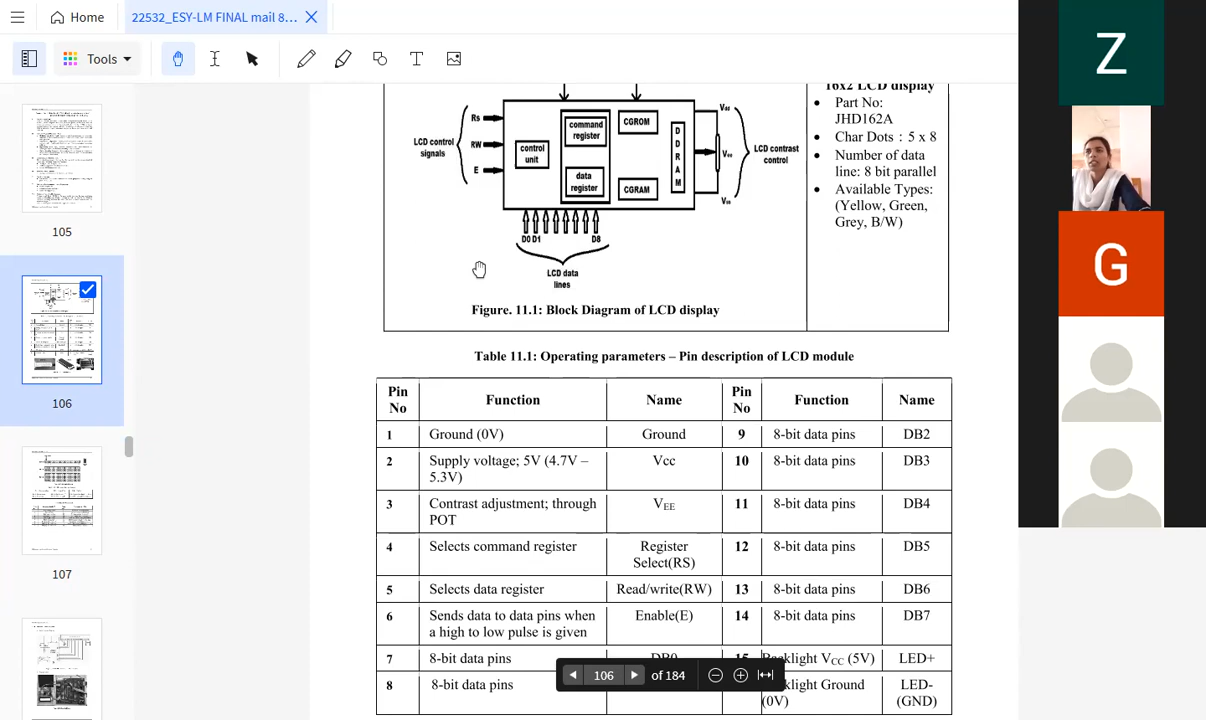 Home
22532_ESY-LM FINAL mail 8...
Tools
105
106
107
Rs
RW
E
LCD control
signals
control
unit
command
register
data
register
CGROM
CGRAM
D
D
R
A
M
LCD contrast
control
D0 D1
D8
LCD data
lines
Figure. 11.1: Block Diagram of LCD display
16x2 LCD display
• Part No:
JHD162A
• Char Dots : 5 x 8
• Number of data
line: 8 bit parallel
• Available Types:
(Yellow, Green,
Grey, B/W)
Table 11.1: Operating parameters – Pin description of LCD module
Pin No Function Name Pin No Function Name
1 Ground (0V) Ground 9 8-bit data pins DB2
2 Supply voltage; 5V (4.7V – 5.3V) Vcc 10 8-bit data pins DB3
3 Contrast adjustment; through POT VEE 11 8-bit data pins DB4
4 Selects command register Register Select(RS) 12 8-bit data pins DB5
5 Selects data register Read/write(RW) 13 8-bit data pins DB6
6 Sends data to data pins when a high to low pulse is given Enable(E) 14 8-bit data pins DB7
7 8-bit data pins VCC (5V) LED+
8 8-bit data pins Ground (0V) LED- (GND)
106 of 184
Z
G